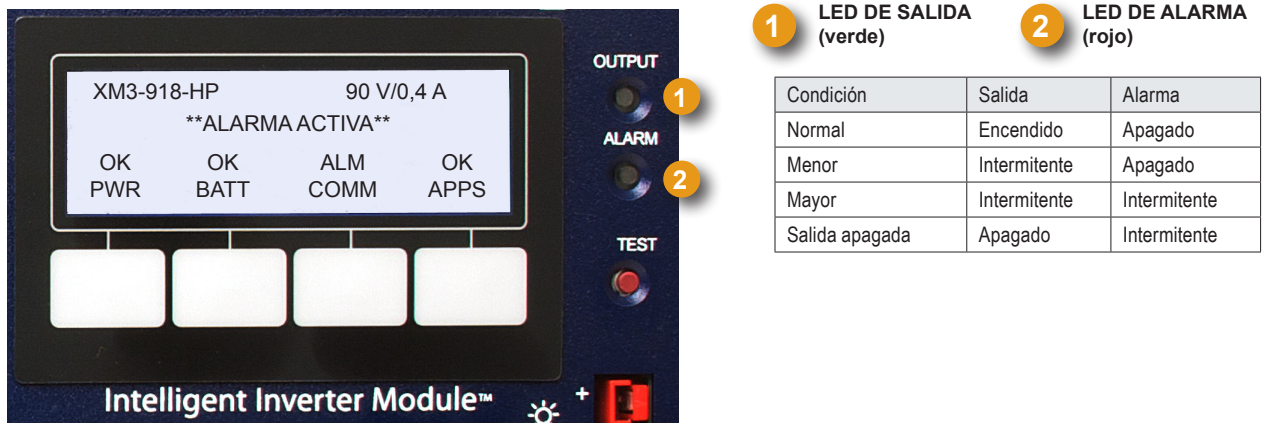 XM3-918-HP 90 V/0,4 A
**ALARMA ACTIVA**
OK OK ALM OK
PWR BATT COMM APPS
OUTPUT
1
ALARM
2
TEST
Intelligent Inverter Module™
+
1 LED DE SALIDA
(verde)
2 LED DE ALARMA
(rojo)
Condición Salida Alarma
Normal Encendido Apagado
Menor Intermitente Apagado
Mayor Intermitente Intermitente
Salida apagada Apagado Intermitente